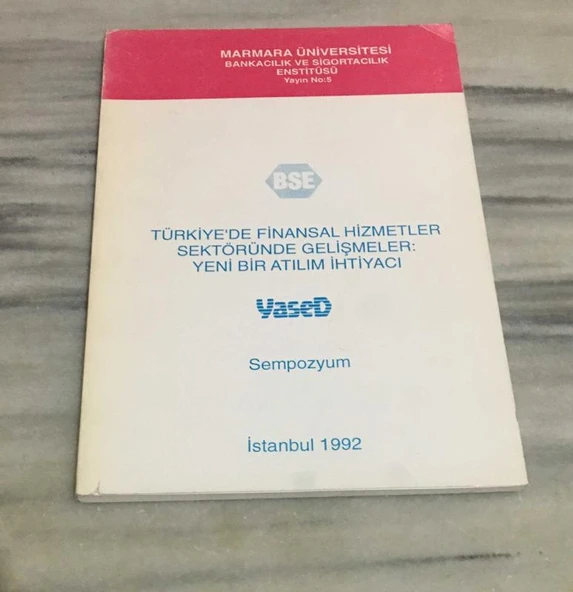 MARMARA ÜNİVERSİTESİ
BANKACILIK VE SİGORTACILIK
ENSTİTÜSÜ
Yayın No:5
BSE
TÜRKİYE'DE FİNANSAL HİZMETLER
SEKTÖRÜNDE GELİŞMELER:
YENİ BİR ATILIM İHTİYACI
YaseD
Sempozyum
İstanbul 1992